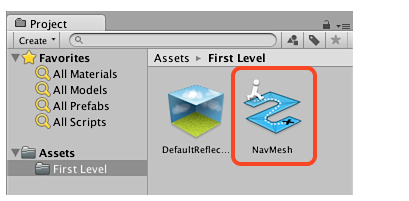 Project
Create
Favorites
All Materials
All Models
All Prefabs
All Scripts
Assets
First Level
Assets ▸ First Level
DefaultReflec...
NavMesh